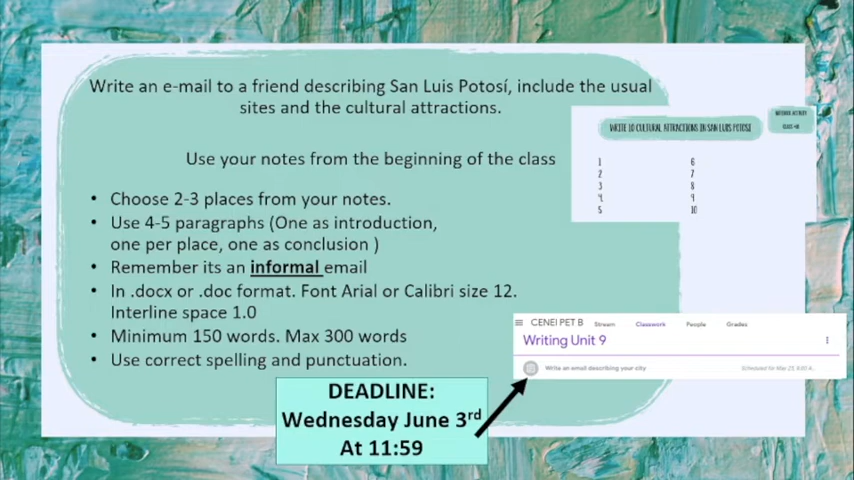 Write an e-mail to a friend describing San Luis Potosí, include the usual
sites and the cultural attractions.
Use your notes from the beginning of the class
• Choose 2-3 places from your notes.
• Use 4-5 paragraphs (One as introduction,
one per place, one as conclusion )
• Remember its an informal email
• In .docx or .doc format. Font Arial or Calibri size 12.
Interline space 1.0
• Minimum 150 words. Max 300 words
• Use correct spelling and punctuation.
WRITE 10 CULTURAL ATTRACTIONS IN SAN LUIS POTOSI
1 6
2 7
3 8
4 9
5 10
CENEI PET B Stream Classwork People Grades
Writing Unit 9
Write an email describing your city
DEADLINE:
Wednesday June 3rd
At 11:59